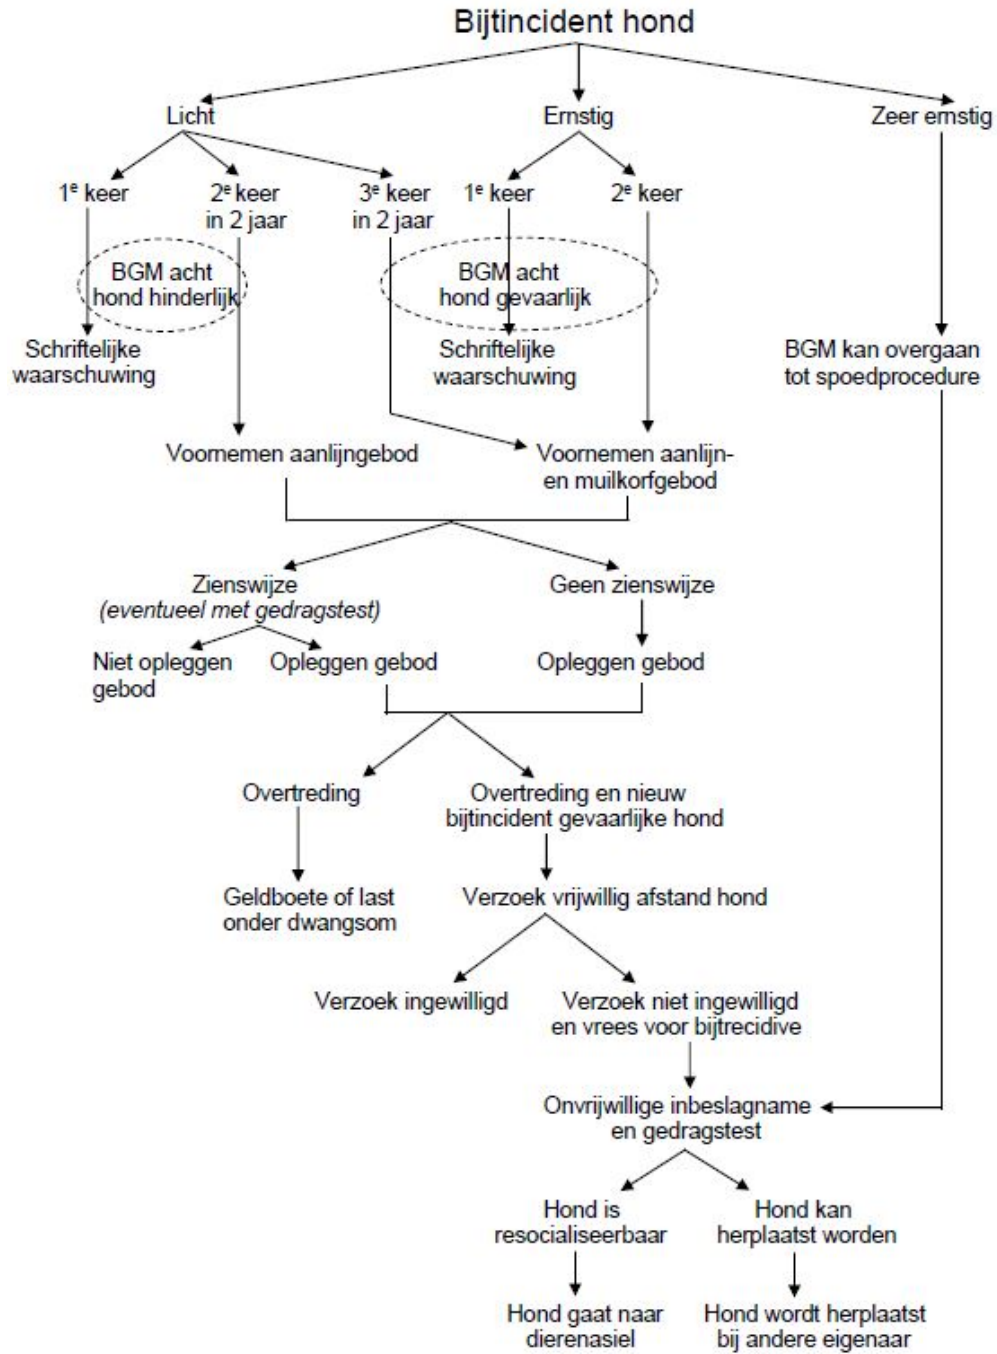 Bijtincident hond
Licht
Ernstig
Zeer ernstig
1e keer
2e keer
in 2 jaar
3e keer
in 2 jaar
1e keer
2e keer
BGM acht
hond hinderlijk
BGM acht
hond gevaarlijk
Schriftelijke
waarschuwing
Schriftelijke
waarschuwing
BGM kan overgaan
tot spoedprocedure
Voornemen aanlijngebod
Voornemen aanlijn-
en muilkorfgebod
Zienswijze
(eventueel met gedragstest)
Geen zienswijze
Niet opleggen
gebod
Opleggen gebod
Opleggen gebod
Overtreding
Overtreding en nieuw
bijtincident gevaarlijke hond
Geldboete of last
onder dwangsom
Verzoek vrijwillig afstand hond
Verzoek ingewilligd
Verzoek niet ingewilligd
en vrees voor bijtrecidive
Onvrijwillige inbeslagname
en gedragstest
Hond is
resocialiseerbaar
Hond kan
herplaatst worden
Hond gaat naar
dierenasiel
Hond wordt herplaatst
bij andere eigenaar